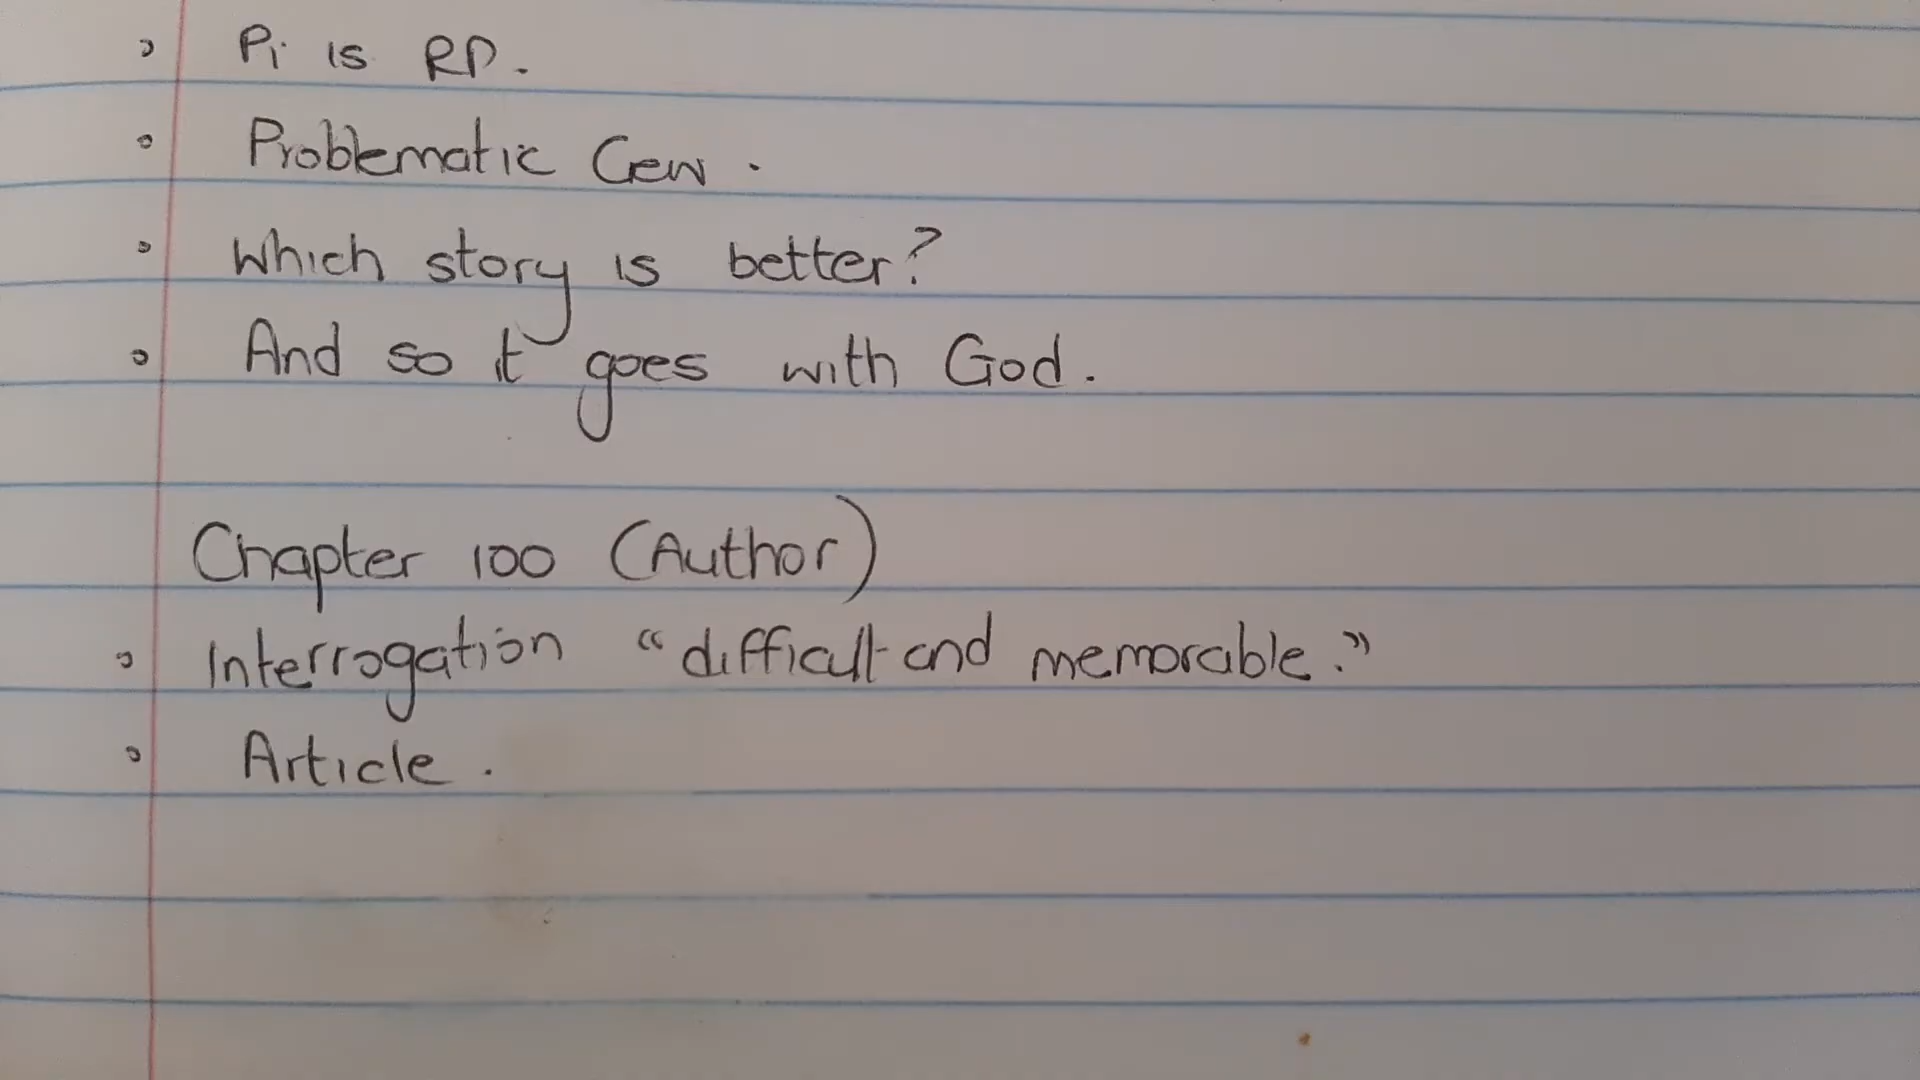 • Pi is RP.
• Problematic Crew.
• Which story is better?
• And so it goes with God.
Chapter 100 (Author)
• Interrogation "difficult and memorable."
• Article.